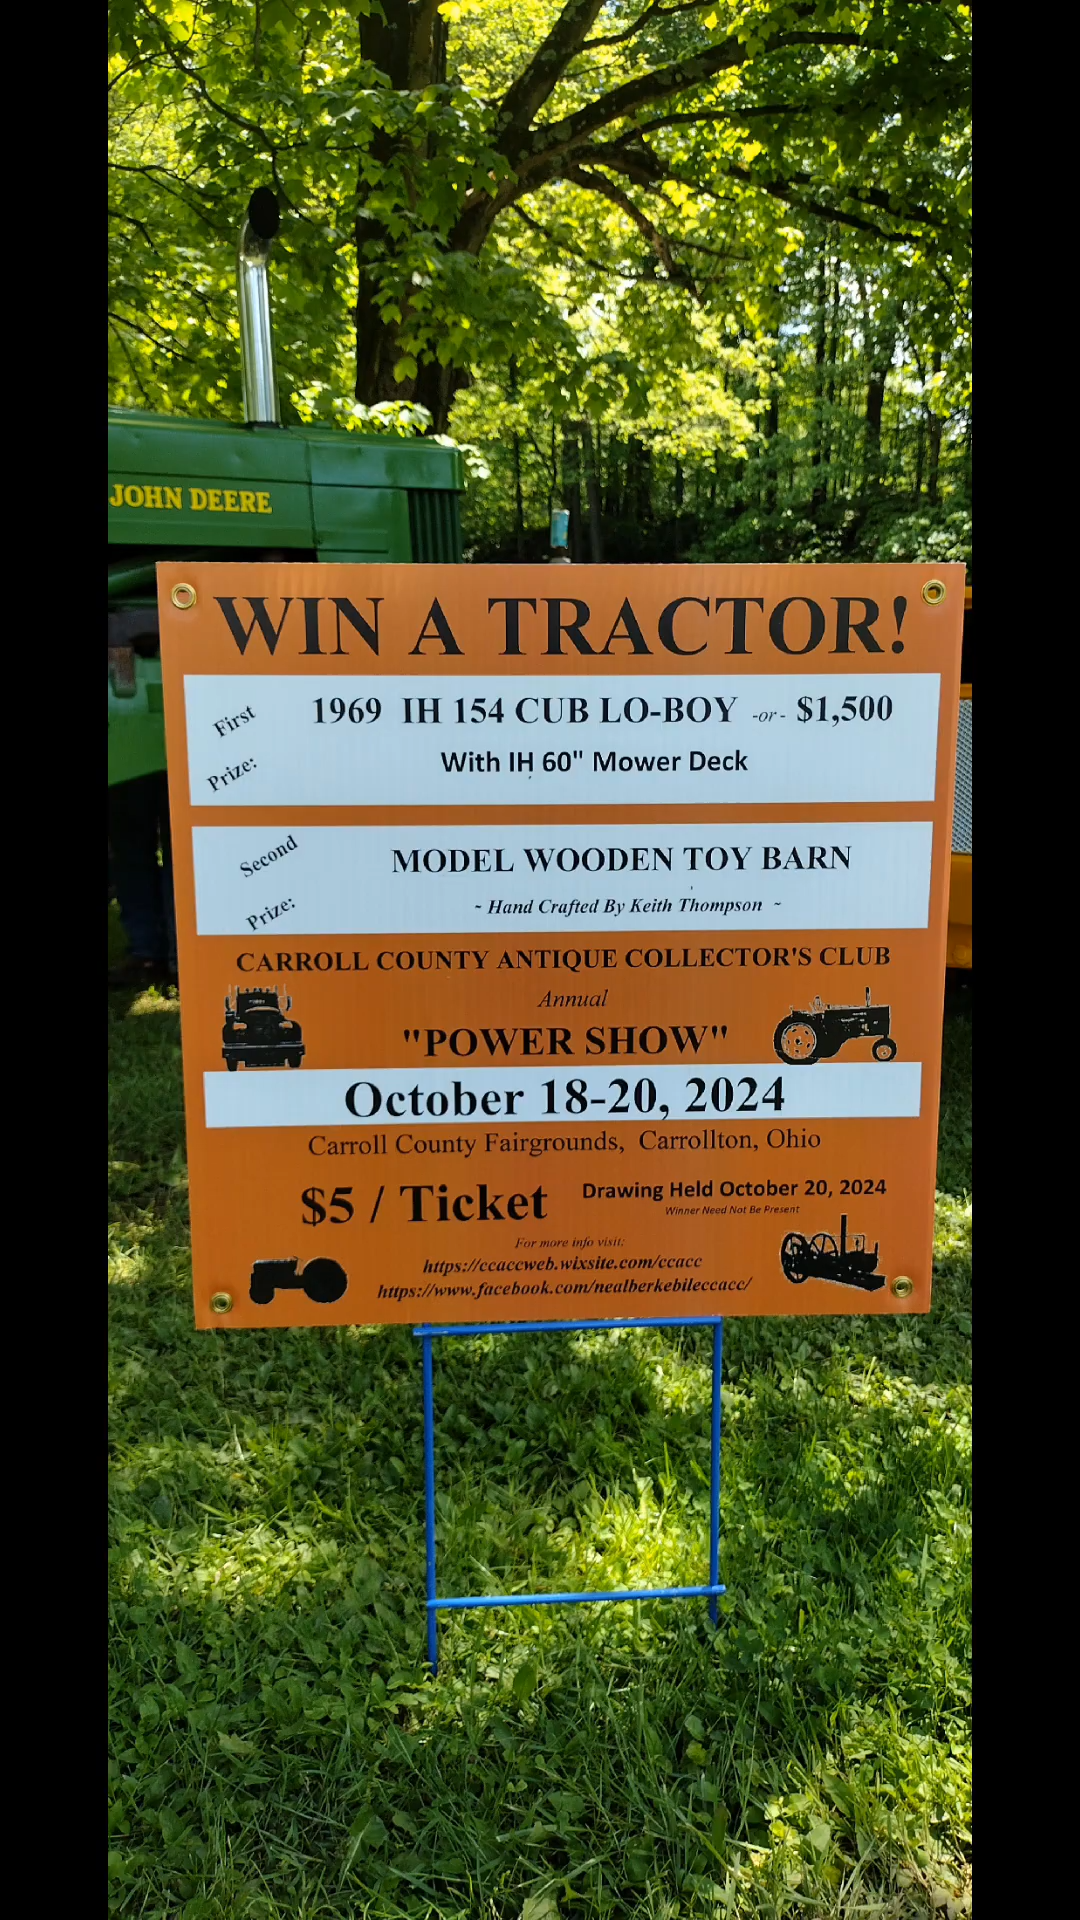 JOHN DEERE
WIN A TRACTOR!
First Prize:
1969 IH 154 CUB LO-BOY -or- $1,500
With IH 60" Mower Deck
Second Prize:
MODEL WOODEN TOY BARN
~ Hand Crafted By Keith Thompson ~
CARROLL COUNTY ANTIQUE COLLECTOR'S CLUB
Annual
"POWER SHOW"
October 18-20, 2024
Carroll County Fairgrounds, Carrollton, Ohio
$5 / Ticket
Drawing Held October 20, 2024
Winner Need Not Be Present
For more info visit:
https://ccaccweb.wixsite.com/ccacc
https://www.facebook.com/nealberkebileccacc/